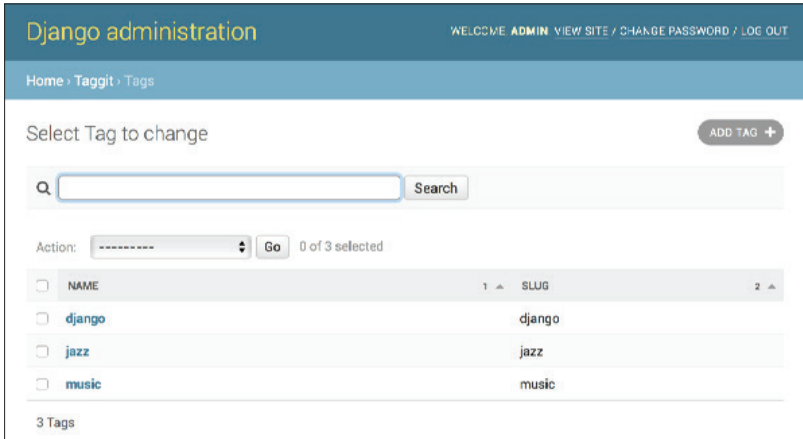 Django administration
WELCOME, ADMIN. VIEW SITE / CHANGE PASSWORD / LOG OUT
Home › Taggit › Tags
Select Tag to change
ADD TAG +
Search
Action: --------- Go 0 of 3 selected
NAME 1 SLUG 2
django django
jazz jazz
music music
3 Tags